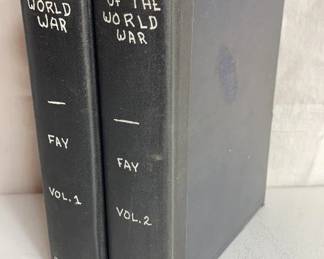 WORLD
WAR
FAY
VOL.1
OF THE
WORLD
WAR
FAY
VOL.2